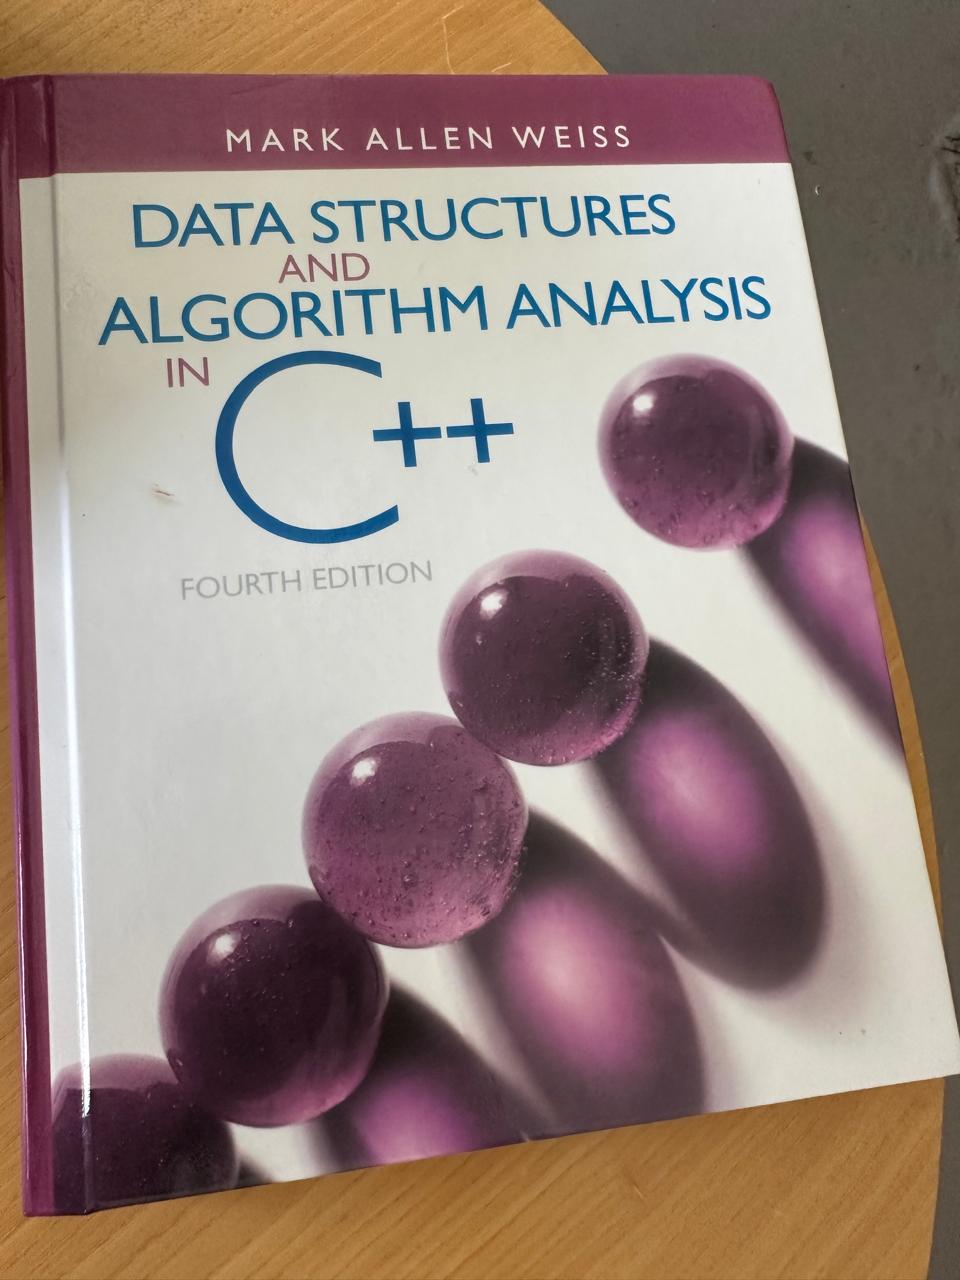 MARK ALLEN WEISS
DATA STRUCTURES
AND
ALGORITHM ANALYSIS
IN C++
FOURTH EDITION